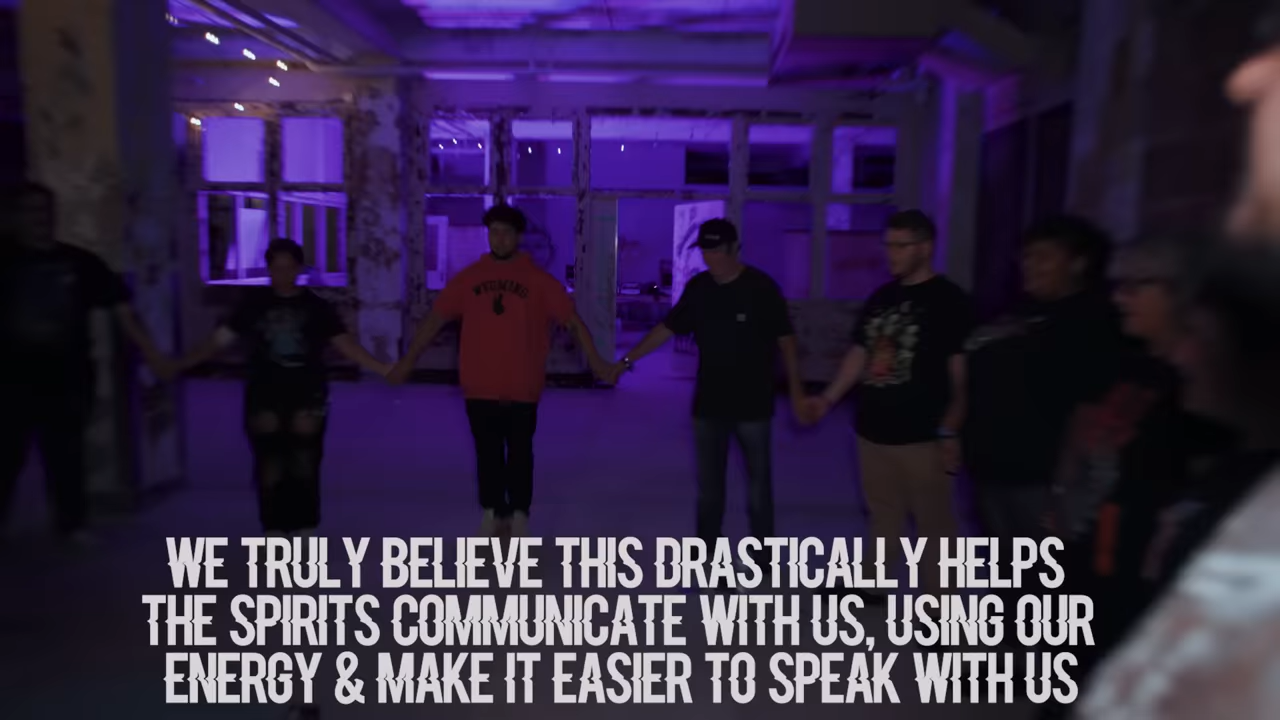 WYOMING
WE TRULY BELIEVE THIS DRASTICALLY HELPS
THE SPIRITS COMMUNICATE WITH US, USING OUR
ENERGY & MAKE IT EASIER TO SPEAK WITH US